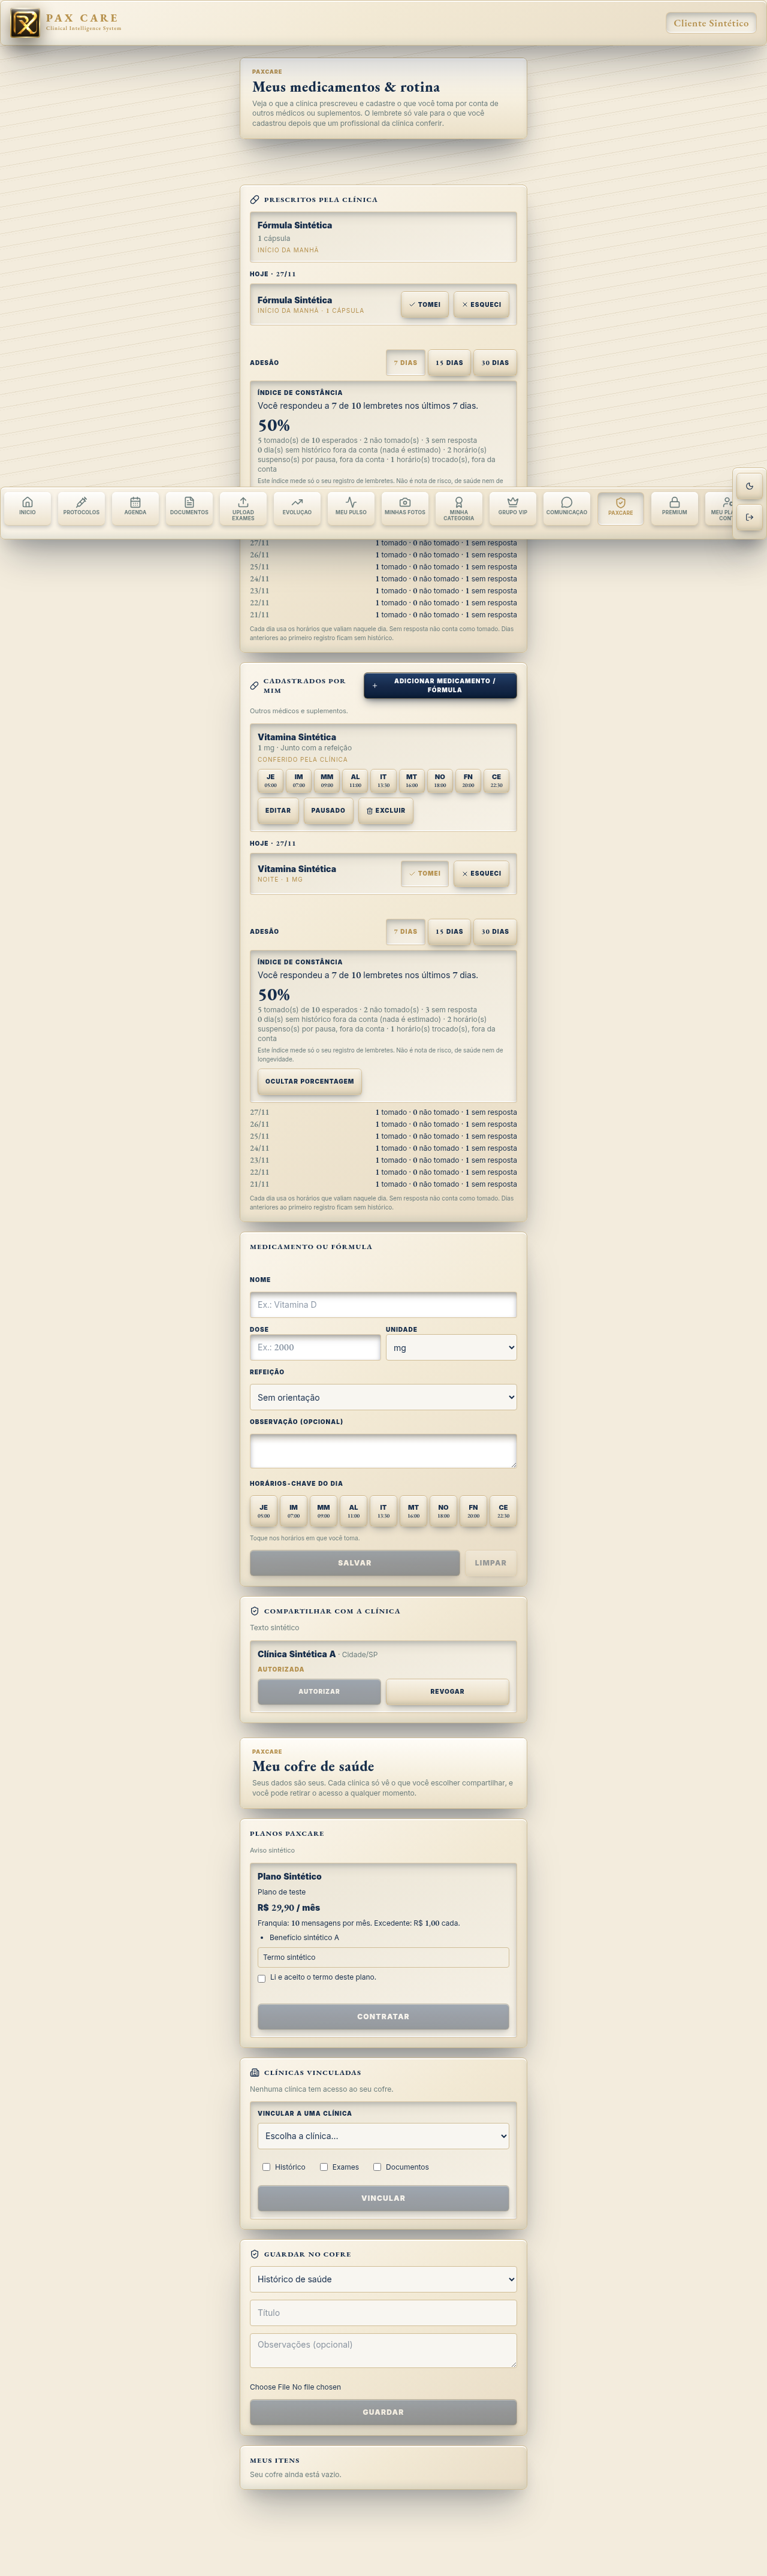 PAX CARE
Clinical Intelligence System
Cliente Sintético
PAXCARE
Meus medicamentos & rotina
Veja o que a clínica prescreveu e cadastre o que você toma por conta de
outros médicos ou suplementos. O lembrete só vale para o que você
cadastrou depois que um profissional da clínica conferir.
PRESCRITOS PELA CLÍNICA
Fórmula Sintética
1 cápsula
INÍCIO DA MANHÃ
HOJE · 27/11
Fórmula Sintética
INÍCIO DA MANHÃ · 1 CÁPSULA
TOMEI
ESQUECI
ADESÃO
7 DIAS
15 DIAS
30 DIAS
ÍNDICE DE CONSTÂNCIA
Você respondeu a 7 de 10 lembretes nos últimos 7 dias.
50%
5 tomado(s) de 10 esperados · 2 não tomado · 3 sem resposta
0 dia(s) sem histórico fora da conta (nada é estimado) · 2 horário(s)
suspenso(s) por pausa, fora da conta · 1 horário(s) trocado(s), fora da
conta
Este índice mede só o seu registro de lembretes. Não é nota de risco, de saúde nem de
INICIO
PROTOCOLOS
AGENDA
DOCUMENTOS
UPLOAD
EXAMES
EVOLUÇAO
MEU PULSO
MINHAS FOTOS
MINHA
CATEGORIA
GRUPO VIP
COMUNICAÇAO
PAXCARE
PREMIUM
27/11 1 tomado · 0 não tomado · 1 sem resposta
26/11 1 tomado · 0 não tomado · 1 sem resposta
25/11 1 tomado · 0 não tomado · 1 sem resposta
24/11 1 tomado · 0 não tomado · 1 sem resposta
23/11 1 tomado · 0 não tomado · 1 sem resposta
22/11 1 tomado · 0 não tomado · 1 sem resposta
21/11 1 tomado · 0 não tomado · 1 sem resposta
Cada dia usa os horários que valiam naquele dia. Sem resposta não conta como tomado. Dias
anteriores ao primeiro registro ficam sem histórico.
CADASTRADOS POR
MIM
+ ADICIONAR MEDICAMENTO /
FÓRMULA
Outros médicos e suplementos.
Vitamina Sintética
1 mg · Junto com a refeição
CONFERIDO PELA CLÍNICA
JE IM MM AL IT MT NO FN CE
05:00 07:00 09:00 11:00 13:30 16:00 18:00 20:00 22:30
EDITAR
PAUSADO
EXCLUIR
HOJE · 27/11
Vitamina Sintética
NOITE · 1 MG
TOMEI
ESQUECI
ADESÃO
7 DIAS
15 DIAS
30 DIAS
ÍNDICE DE CONSTÂNCIA
Você respondeu a 7 de 10 lembretes nos últimos 7 dias.
50%
5 tomado(s) de 10 esperados · 2 não tomado · 3 sem resposta
0 dia(s) sem histórico fora da conta (nada é estimado) · 2 horário(s)
suspenso(s) por pausa, fora da conta · 1 horário(s) trocado(s), fora da
conta
Este índice mede só o seu registro de lembretes. Não é nota de risco, de saúde nem de
longevidade.
OCULTAR PORCENTAGEM
27/11 1 tomado · 0 não tomado · 1 sem resposta
26/11 1 tomado · 0 não tomado · 1 sem resposta
25/11 1 tomado · 0 não tomado · 1 sem resposta
24/11 1 tomado · 0 não tomado · 1 sem resposta
23/11 1 tomado · 0 não tomado · 1 sem resposta
22/11 1 tomado · 0 não tomado · 1 sem resposta
21/11 1 tomado · 0 não tomado · 1 sem resposta
Cada dia usa os horários que valiam naquele dia. Sem resposta não conta como tomado. Dias
anteriores ao primeiro registro ficam sem histórico.
MEDICAMENTO OU FÓRMULA
NOME
Ex.: Vitamina D
DOSE
UNIDADE
Ex.: 2000
mg
REFEIÇÃO
Sem orientação
OBSERVAÇÃO (OPCIONAL)
HORÁRIOS-CHAVE DO DIA
JE IM MM AL IT MT NO FN CE
05:00 07:00 09:00 11:00 13:30 16:00 18:00 20:00 22:30
Toque nos horários em que você toma.
SALVAR
LIMPAR
COMPARTILHAR COM A CLÍNICA
Texto sintético
Clínica Sintética A · Cidade/SP
AUTORIZADA
AUTORIZAR
REVOGAR
PAXCARE
Meu cofre de saúde
Seus dados são seus. Cada clínica só vê o que você escolher compartilhar, e
você pode retirar o acesso a qualquer momento.
PLANOS PAXCARE
Aviso sintético
Plano Sintético
Plano de teste
R$ 29,90 / mês
Franquia: 10 mensagens por mês. Excedente: R$ 1,00 cada.
• Benefício sintético A
Termo sintético
Li e aceito o termo deste plano.
CONTRATAR
CLÍNICAS VINCULADAS
Nenhuma clínica tem acesso ao seu cofre.
VINCULAR A UMA CLÍNICA
Escolha a clínica...
Histórico
Exames
Documentos
VINCULAR
GUARDAR NO COFRE
Histórico de saúde
Título
Observações (opcional)
Choose File No file chosen
GUARDAR
MEUS ITENS
Seu cofre ainda está vazio.